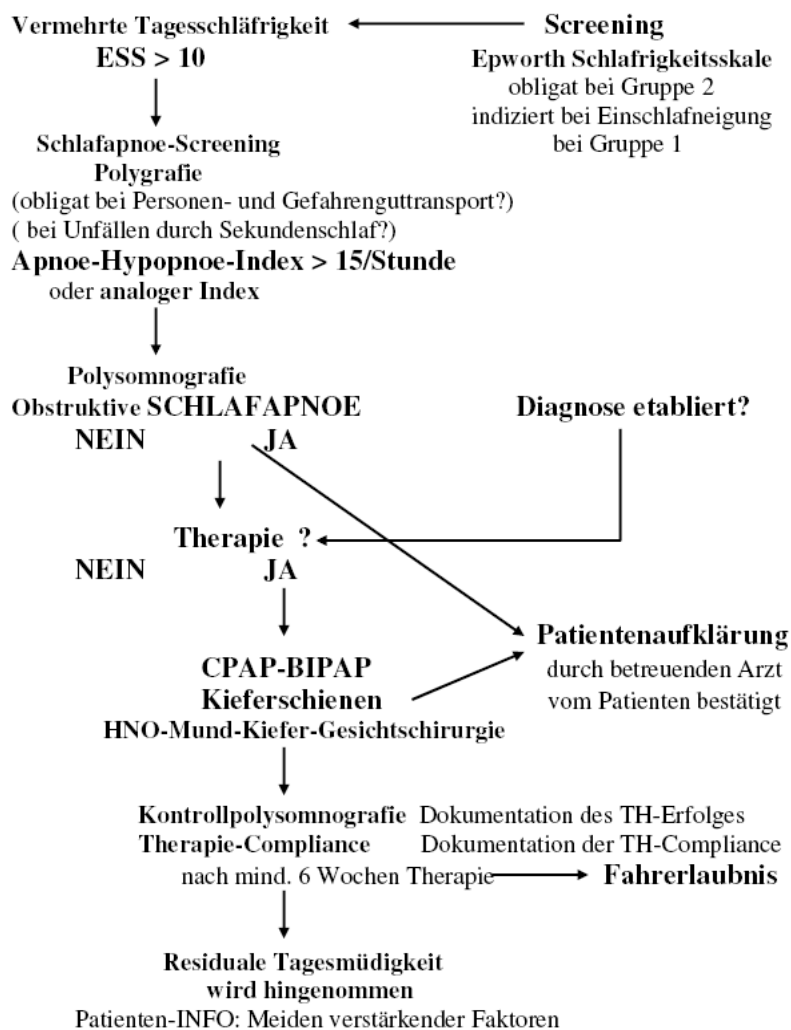 Vermehrte Tagesschläfrigkeit
ESS > 10
Screening
Epworth Schlafrigkeitsskale
obligat bei Gruppe 2
indiziert bei Einschlafneigung
bei Gruppe 1
Schlafapnoe-Screening
Polygrafie
(obligat bei Personen- und Gefahrenguttransport?)
( bei Unfällen durch Sekundenschlaf?)
Apnoe-Hypopnoe-Index > 15/Stunde
oder analoger Index
Polysomnografie
Obstruktive SCHLAFAPNOE
NEIN JA
Diagnose etabliert?
Therapie ?
NEIN JA
CPAP-BIPAP
Kieferschienen
HNO-Mund-Kiefer-Gesichtschirurgie
Patientenaufklärung
durch betreuenden Arzt
vom Patienten bestätigt
Kontrollpolysomnografie Dokumentation des TH-Erfolges
Therapie-Compliance Dokumentation der TH-Compliance
nach mind. 6 Wochen Therapie Fahrerlaubnis
Residuale Tagesmüdigkeit
wird hingenommen
Patienten-INFO: Meiden verstärkender Faktoren